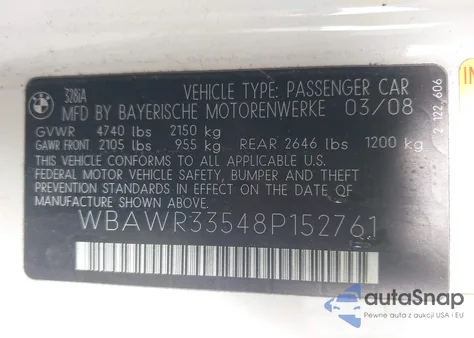 BMW
328iA
VEHICLE TYPE: PASSENGER CAR
MFD BY BAYERISCHE MOTORENWERKE 03/08
GVWR 4740 lbs 2150 kg
GAWR FRONT 2105 lbs 955 kg REAR 2646 lbs 1200 kg
THIS VEHICLE CONFORMS TO ALL APPLICABLE U.S.
FEDERAL MOTOR VEHICLE SAFETY, BUMPER AND THEFT
PREVENTION STANDARDS IN EFFECT ON THE DATE OF
MANUFACTURE SHOWN ABOVE.
WBAWR33548P152761
2 122 606
IN
autoSnap
Pewne auta z aukcji USA i EU